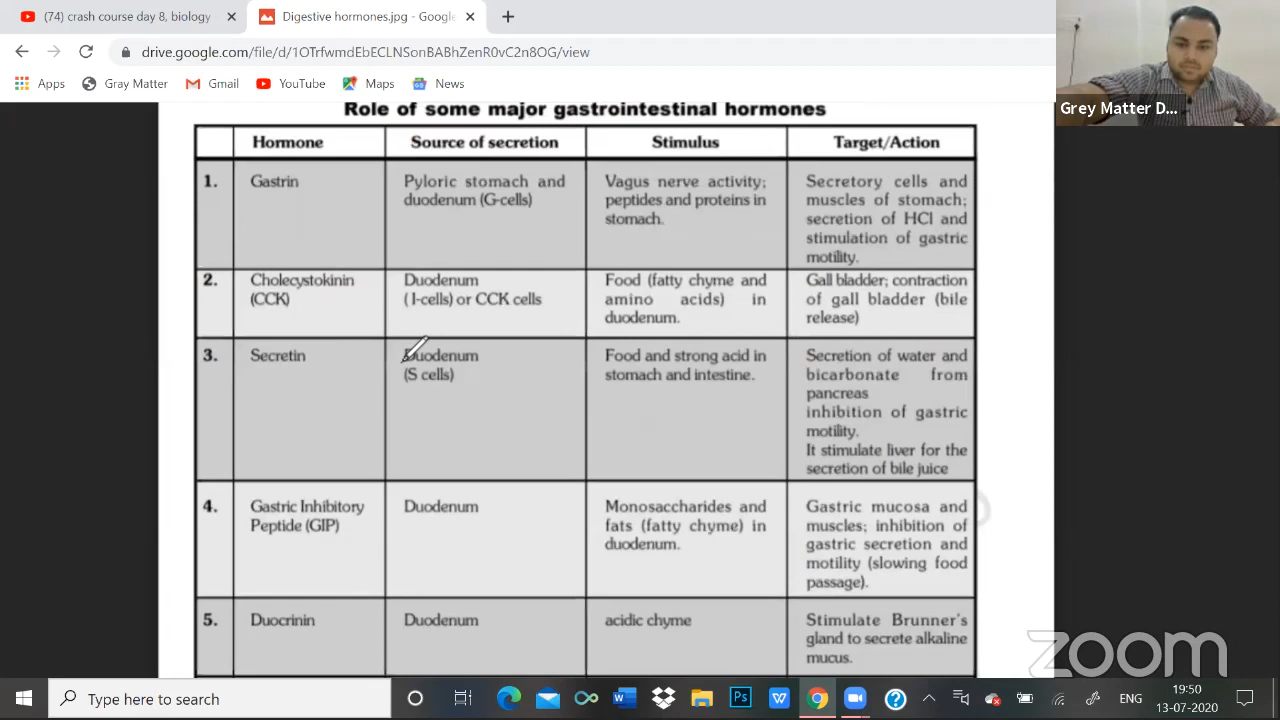 (74) crash course day 8, biology
Digestive hormones.jpg - Google
drive.google.com/file/d/1OTrfwmdEbECLNSonBABhZenR0vC2n8OG/view
Apps
Gray Matter
Gmail
YouTube
Maps
News
Grey Matter D...
Role of some major gastrointestinal hormones
Hormone
Source of secretion
Stimulus
Target/Action
1.
Gastrin
Pyloric stomach and
duodenum (G-cells)
Vagus nerve activity;
peptides and proteins in
stomach.
Secretory cells and
muscles of stomach;
secretion of HCl and
stimulation of gastric
motility.
2.
Cholecystokinin
(CCK)
Duodenum
( I-cells) or CCK cells
Food (fatty chyme and
amino acids) in
duodenum.
Gall bladder; contraction
of gall bladder (bile
release)
3.
Secretin
Duodenum
(S cells)
Food and strong acid in
stomach and intestine.
Secretion of water and
bicarbonate from
pancreas
inhibition of gastric
motility.
It stimulate liver for the
secretion of bile juice
4.
Gastric Inhibitory
Peptide (GIP)
Duodenum
Monosaccharides and
fats (fatty chyme) in
duodenum.
Gastric mucosa and
muscles; inhibition of
gastric secretion and
motility (slowing food
passage).
5.
Duocrinin
Duodenum
acidic chyme
Stimulate Brunner's
gland to secrete alkaline
mucus.
zoom
Type here to search
ENG
19:50
13-07-2020